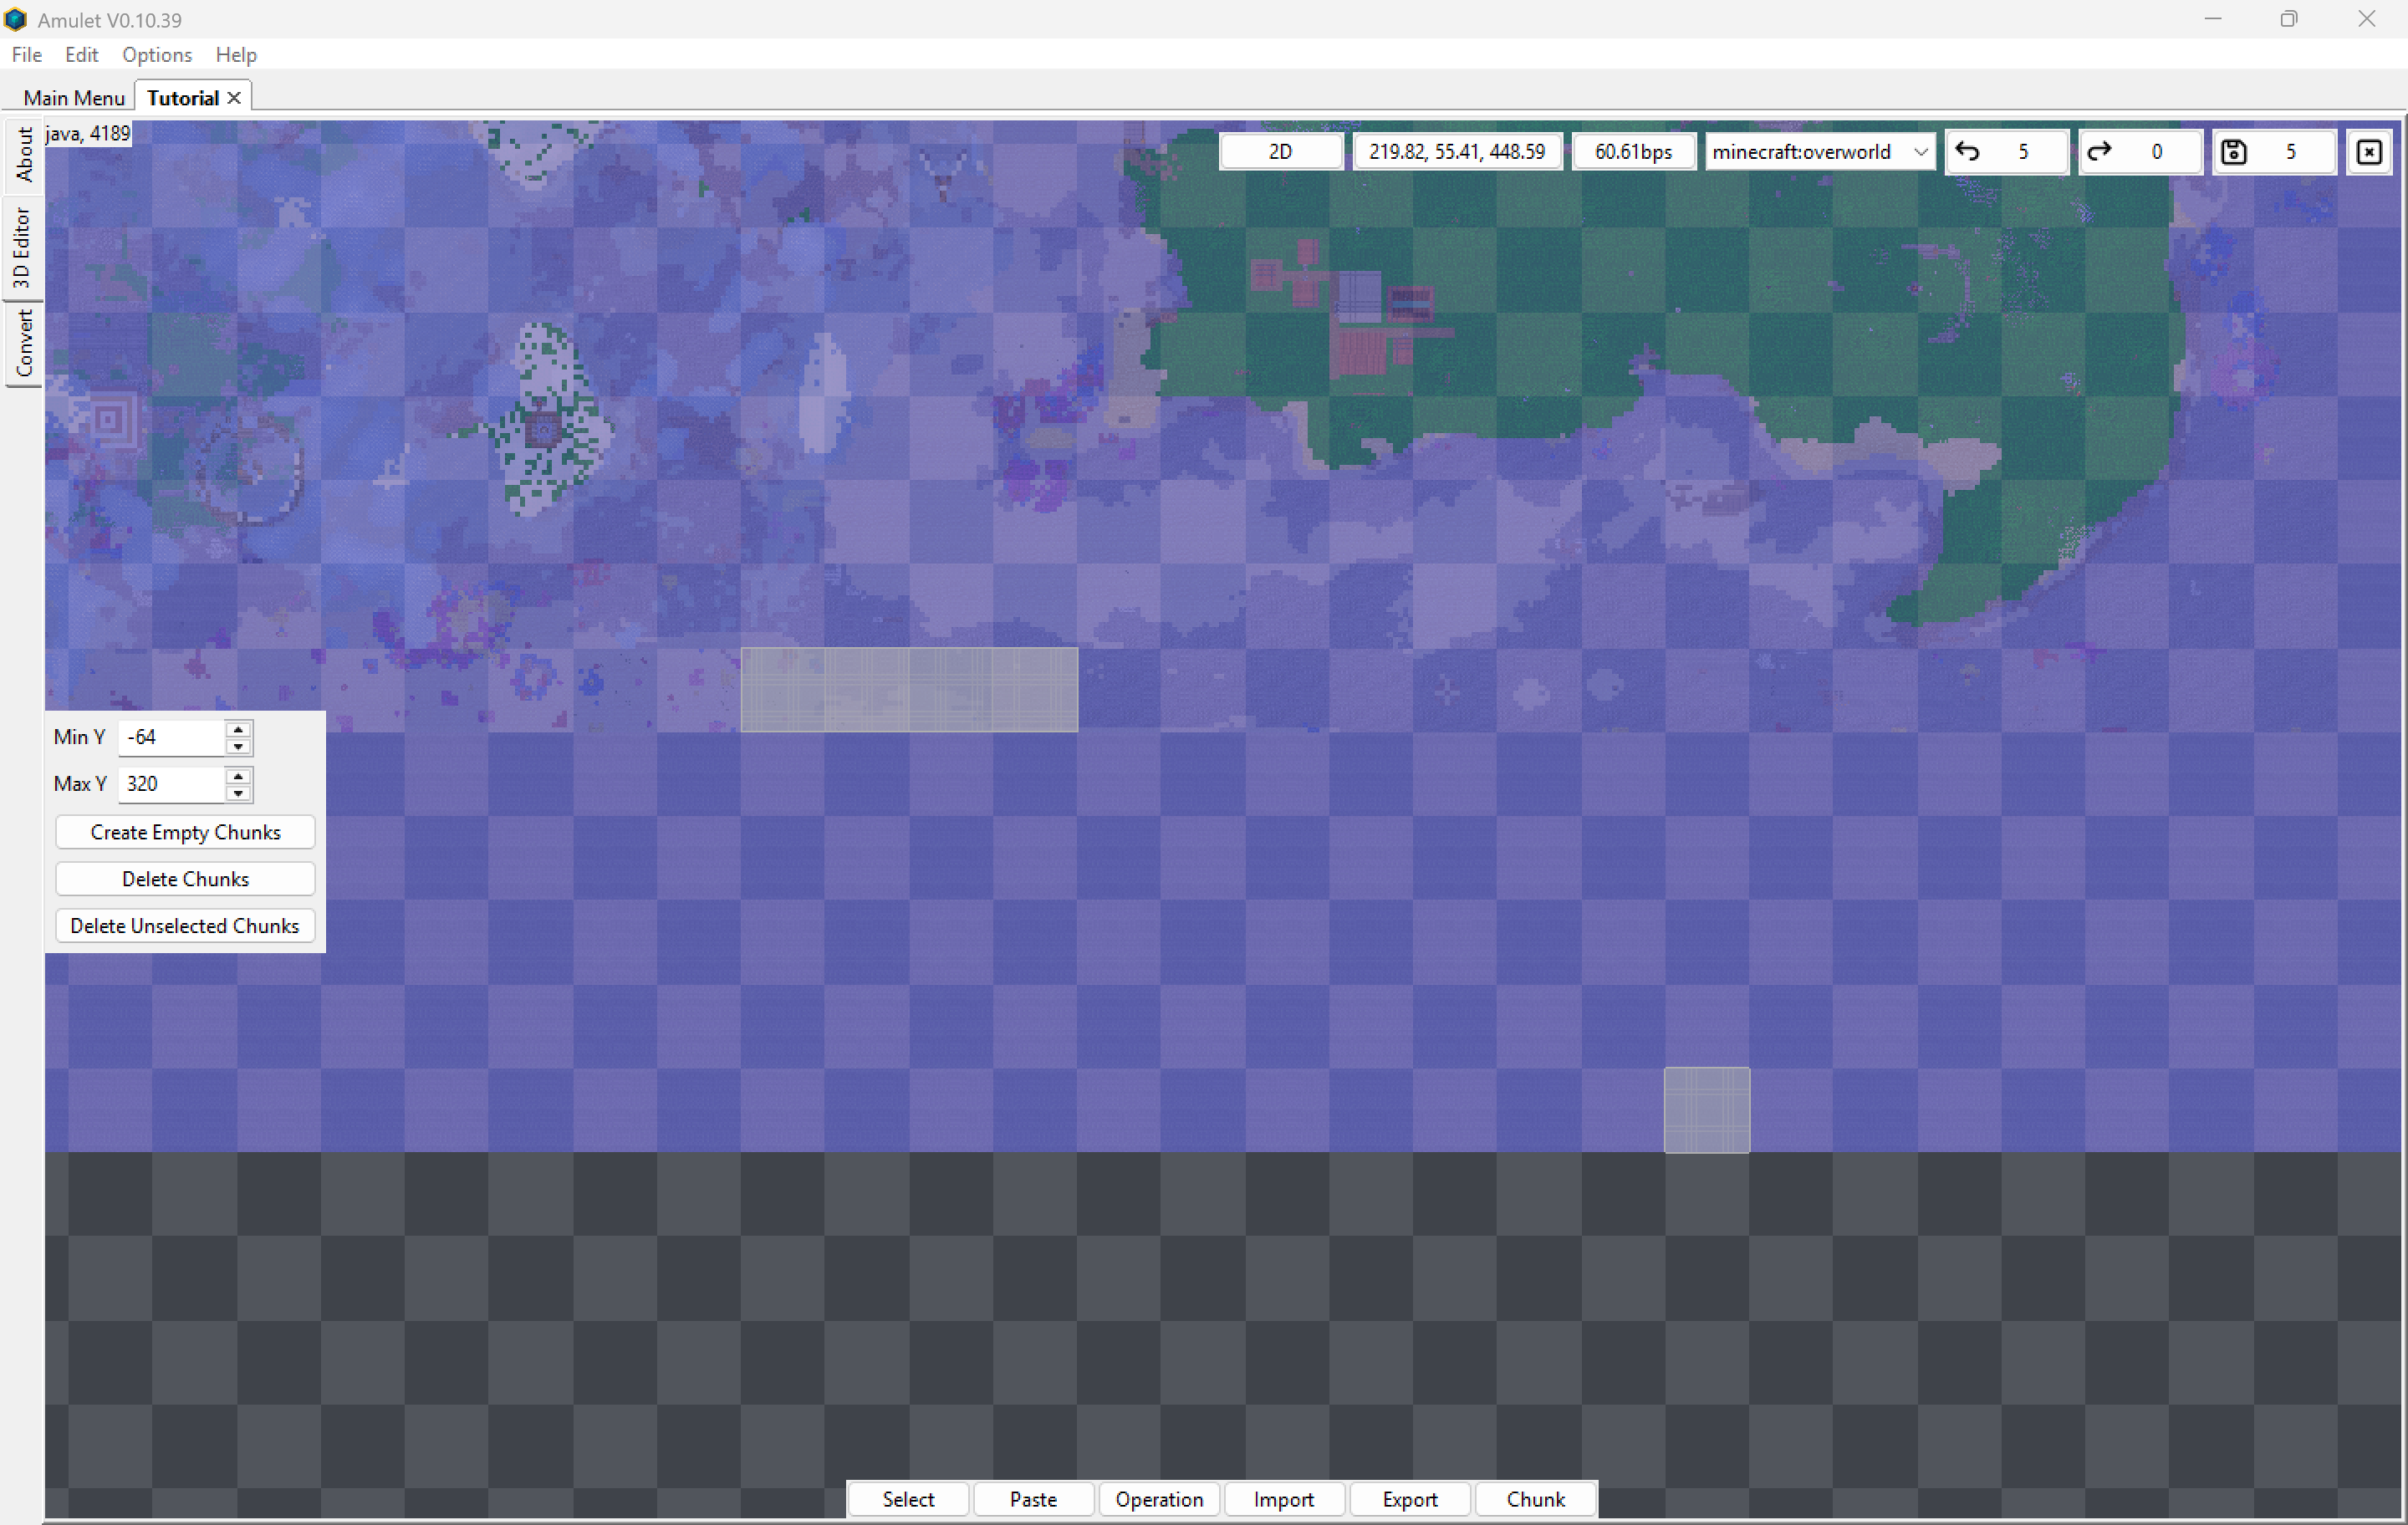 Amulet V0.10.39
File Edit Options Help
Main Menu Tutorial
About
3D Editor
Convert
java, 4189
2D 219.82, 55.41, 448.59 60.61bps minecraft:overworld 5 0 5
Min Y -64
Max Y 320
Create Empty Chunks
Delete Chunks
Delete Unselected Chunks
Select Paste Operation Import Export Chunk